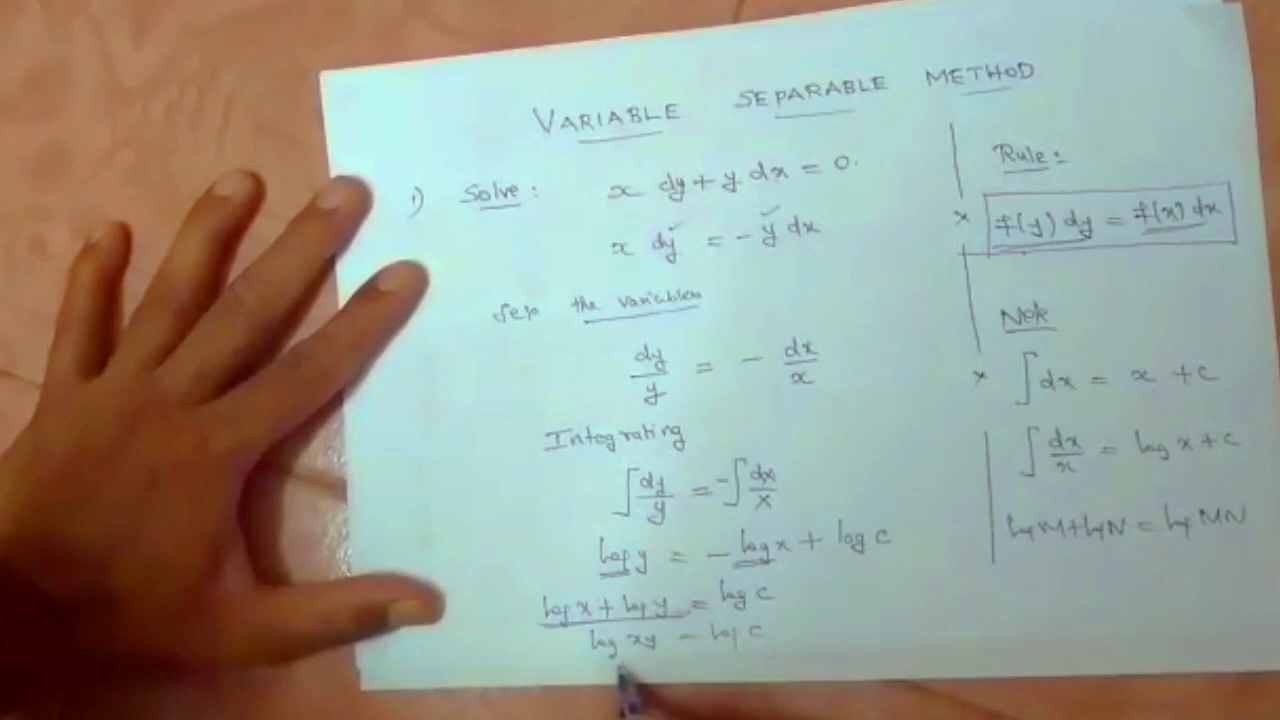 VARIABLE SEPARABLE METHOD
1) Solve: x dy + y dx = 0.
x dy = - y dx
Sep the variables
dy/y = - dx/x
Integrating
∫ dy/y = -∫ dx/x
log y = - log x + log c
log x + log y = log c
log xy = log c
Rule:
f(y) dy = f(x) dx
Note
∫ dx = x + c
∫ dx/x = log x + c
log M + log N = log MN